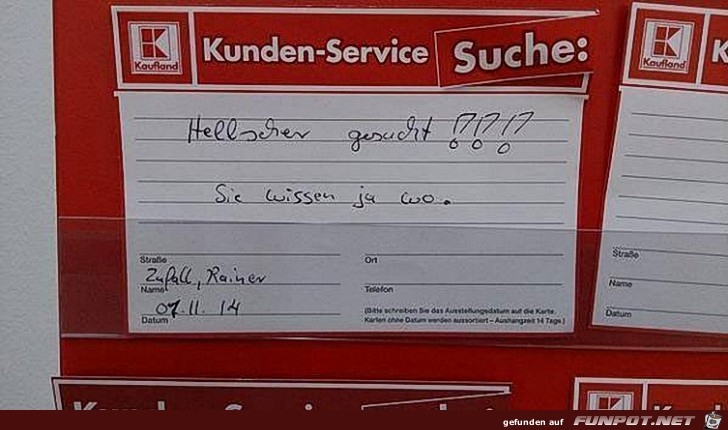 Kaufland
Kunden-Service Suche:
Kaufland
K
Hellseher gesucht !!!
Sie wissen ja wo.
Straße
Ort
Zufall, Rainer
Name
Telefon
07.11.14
Datum
(Bitte schreiben Sie das Ausstellungsdatum auf die Karte.
Karten ohne Datum werden aussortiert – Aushangzeit 14 Tage.)
Straße
Name
Datum
Kunden-Service
gefunden auf FUNPOT.NET